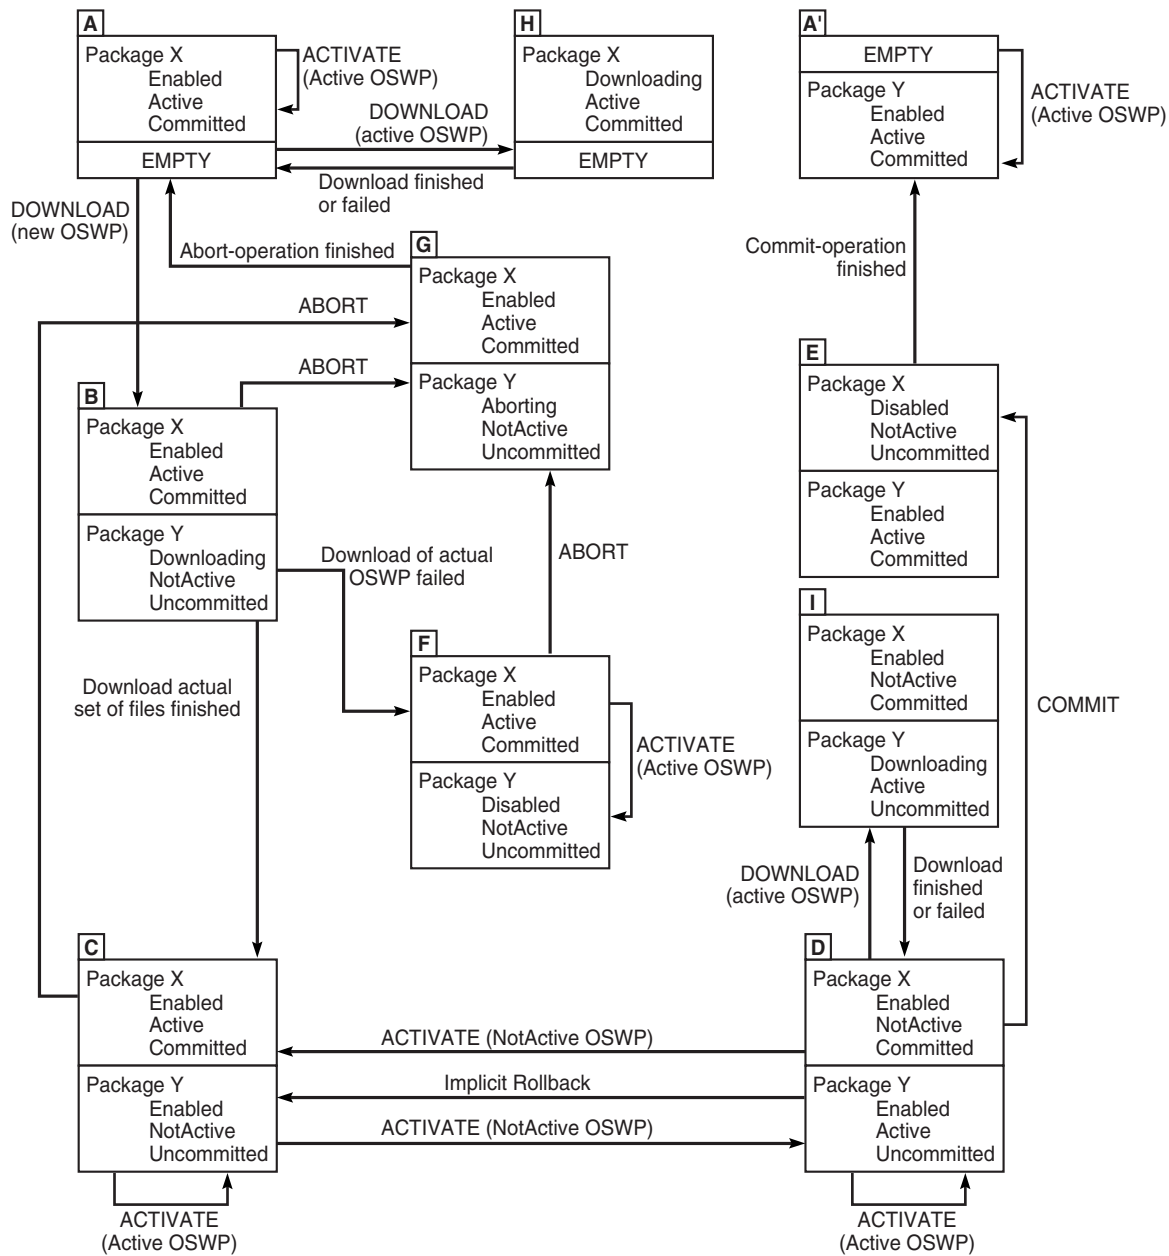 A
Package X
Enabled
Active
Committed
EMPTY
ACTIVATE
(Active OSWP)
DOWNLOAD
(active OSWP)
Download finished
or failed
H
Package X
Downloading
Active
Committed
EMPTY
A'
EMPTY
Package Y
Enabled
Active
Committed
ACTIVATE
(Active OSWP)
DOWNLOAD
(new OSWP)
Abort-operation finished
G
Package X
Enabled
Active
Committed
Package Y
Aborting
NotActive
Uncommitted
ABORT
ABORT
Commit-operation
finished
B
Package X
Enabled
Active
Committed
Package Y
Downloading
NotActive
Uncommitted
Download of actual
OSWP failed
ABORT
E
Package X
Disabled
NotActive
Uncommitted
Package Y
Enabled
Active
Committed
Download actual
set of files finished
F
Package X
Enabled
Active
Committed
Package Y
Disabled
NotActive
Uncommitted
ACTIVATE
(Active OSWP)
I
Package X
Enabled
NotActive
Committed
Package Y
Downloading
Active
Uncommitted
COMMIT
DOWNLOAD
(active OSWP)
Download
finished
or failed
C
Package X
Enabled
Active
Committed
Package Y
Enabled
NotActive
Uncommitted
ACTIVATE
(Active OSWP)
ACTIVATE (NotActive OSWP)
Implicit Rollback
ACTIVATE (NotActive OSWP)
D
Package X
Enabled
NotActive
Committed
Package Y
Enabled
Active
Uncommitted
ACTIVATE
(Active OSWP)